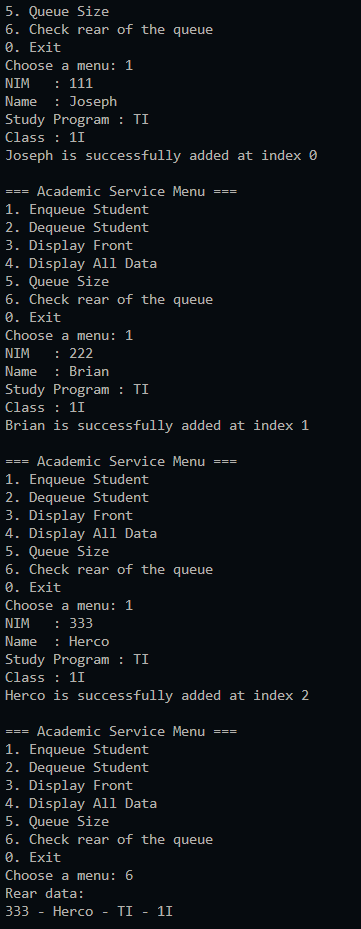 5. Queue Size
6. Check rear of the queue
0. Exit
Choose a menu: 1
NIM   : 111
Name  : Joseph
Study Program : TI
Class : 1I
Joseph is successfully added at index 0

=== Academic Service Menu ===
1. Enqueue Student
2. Dequeue Student
3. Display Front
4. Display All Data
5. Queue Size
6. Check rear of the queue
0. Exit
Choose a menu: 1
NIM   : 222
Name  : Brian
Study Program : TI
Class : 1I
Brian is successfully added at index 1

=== Academic Service Menu ===
1. Enqueue Student
2. Dequeue Student
3. Display Front
4. Display All Data
5. Queue Size
6. Check rear of the queue
0. Exit
Choose a menu: 1
NIM   : 333
Name  : Herco
Study Program : TI
Class : 1I
Herco is successfully added at index 2

=== Academic Service Menu ===
1. Enqueue Student
2. Dequeue Student
3. Display Front
4. Display All Data
5. Queue Size
6. Check rear of the queue
0. Exit
Choose a menu: 6
Rear data:
333 - Herco - TI - 1I